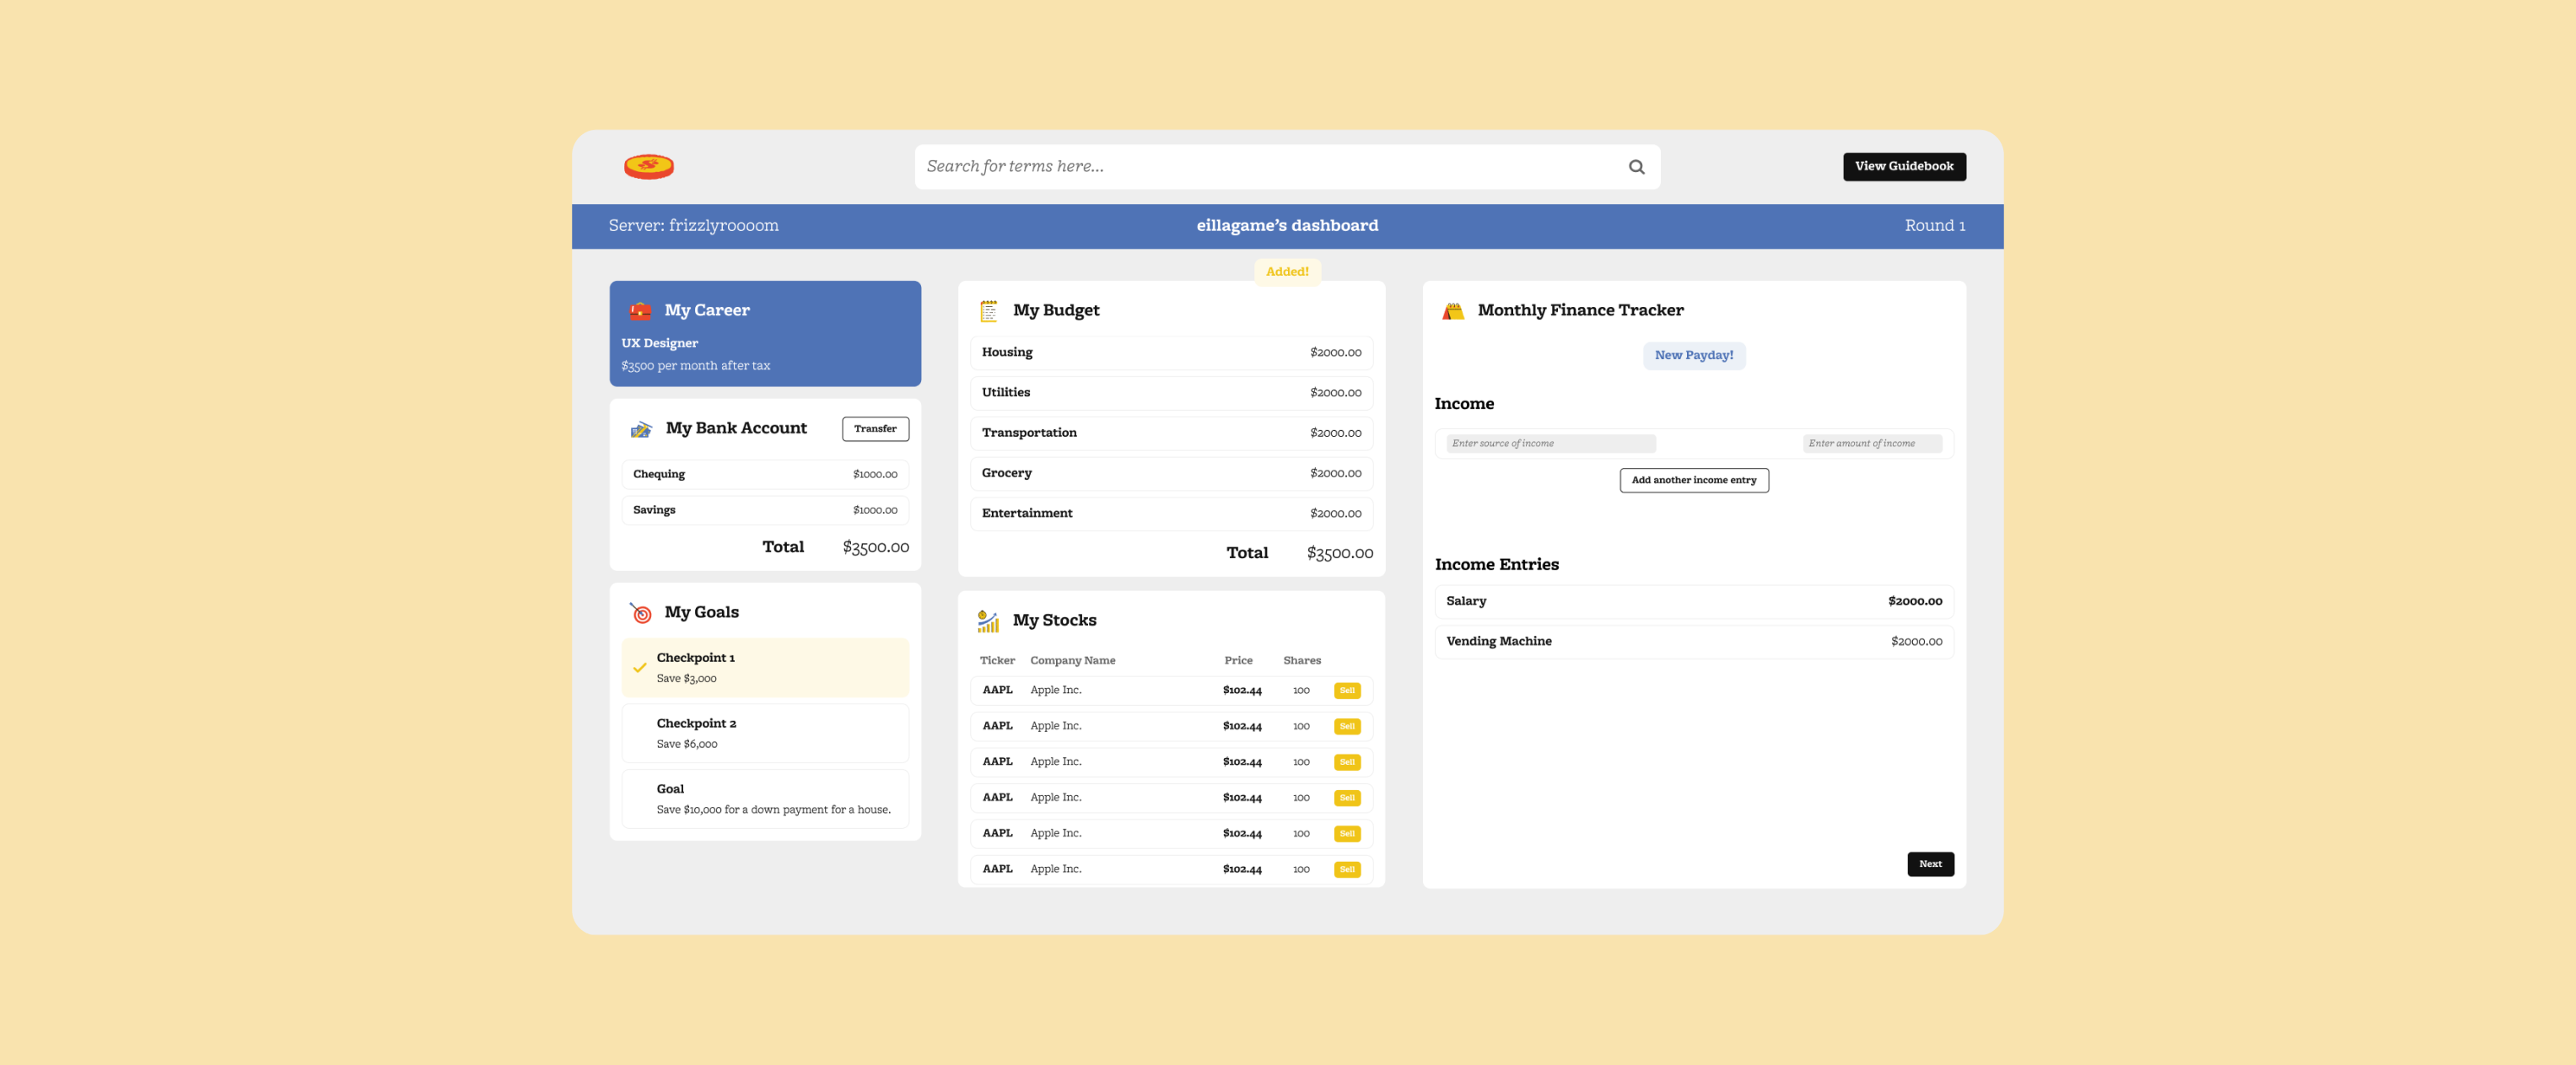 Search for terms here...
View Guidebook
Server: frizzlyroooom
eillagame's dashboard
Round 1
Added!
My Career
UX Designer
$3500 per month after tax
My Bank Account
Transfer
Chequing $1000.00
Savings $1000.00
Total $3500.00
My Goals
Checkpoint 1
Save $3,000
Checkpoint 2
Save $6,000
Goal
Save $10,000 for a down payment for a house.
My Budget
Housing $2000.00
Utilities $2000.00
Transportation $2000.00
Grocery $2000.00
Entertainment $2000.00
Total $3500.00
My Stocks
Ticker Company Name Price Shares
AAPL Apple Inc. $102.44 100 Sell
AAPL Apple Inc. $102.44 100 Sell
AAPL Apple Inc. $102.44 100 Sell
AAPL Apple Inc. $102.44 100 Sell
AAPL Apple Inc. $102.44 100 Sell
AAPL Apple Inc. $102.44 100 Sell
Monthly Finance Tracker
New Payday!
Income
Enter source of income Enter amount of income
Add another income entry
Income Entries
Salary $2000.00
Vending Machine $2000.00
Next